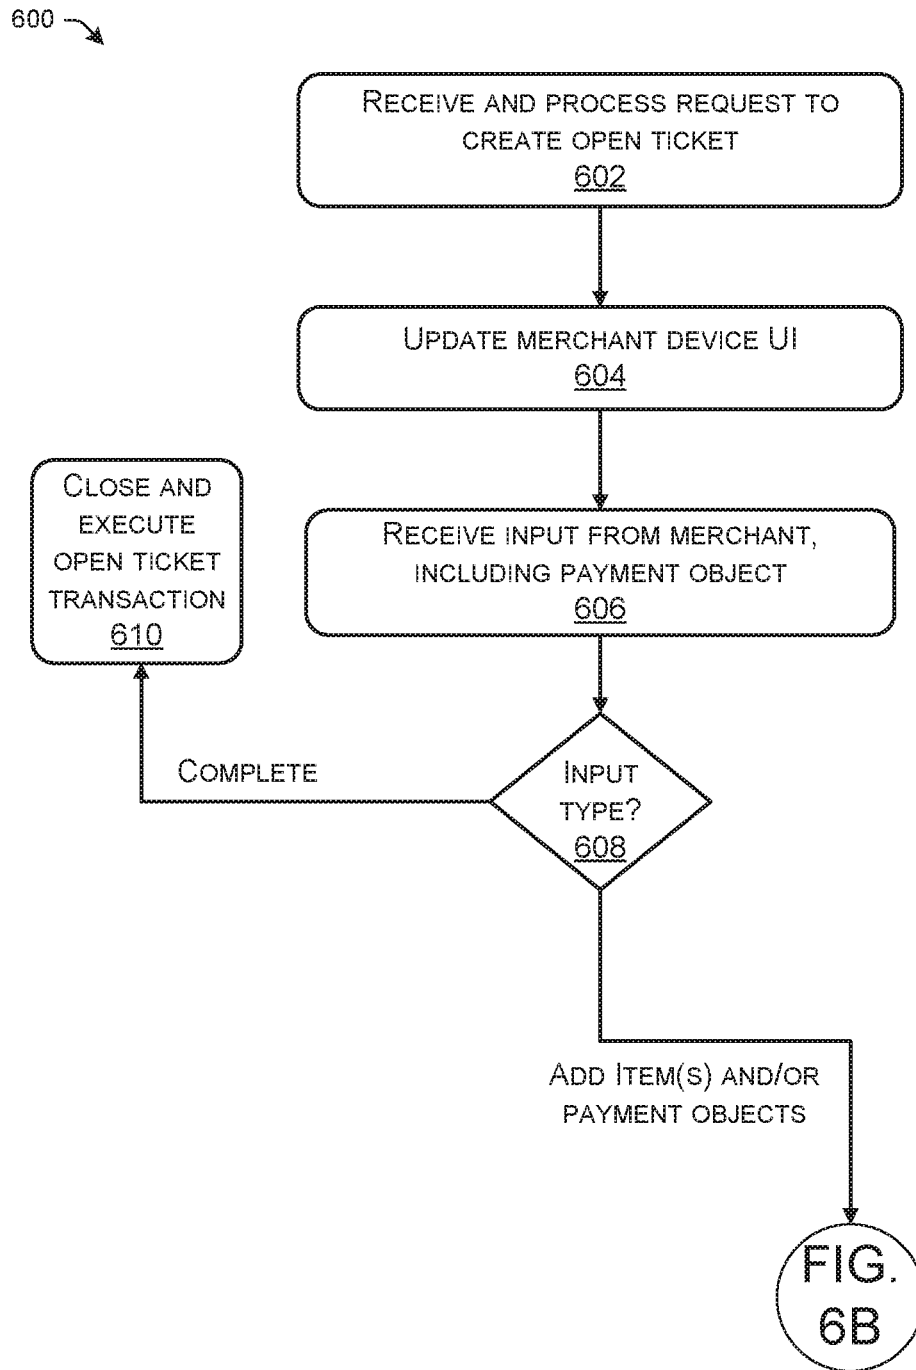 600
RECEIVE AND PROCESS REQUEST TO
CREATE OPEN TICKET
602
UPDATE MERCHANT DEVICE UI
604
CLOSE AND
EXECUTE
OPEN TICKET
TRANSACTION
610
RECEIVE INPUT FROM MERCHANT,
INCLUDING PAYMENT OBJECT
606
COMPLETE
INPUT
TYPE?
608
ADD ITEM(S) AND/OR
PAYMENT OBJECTS
FIG.
6B